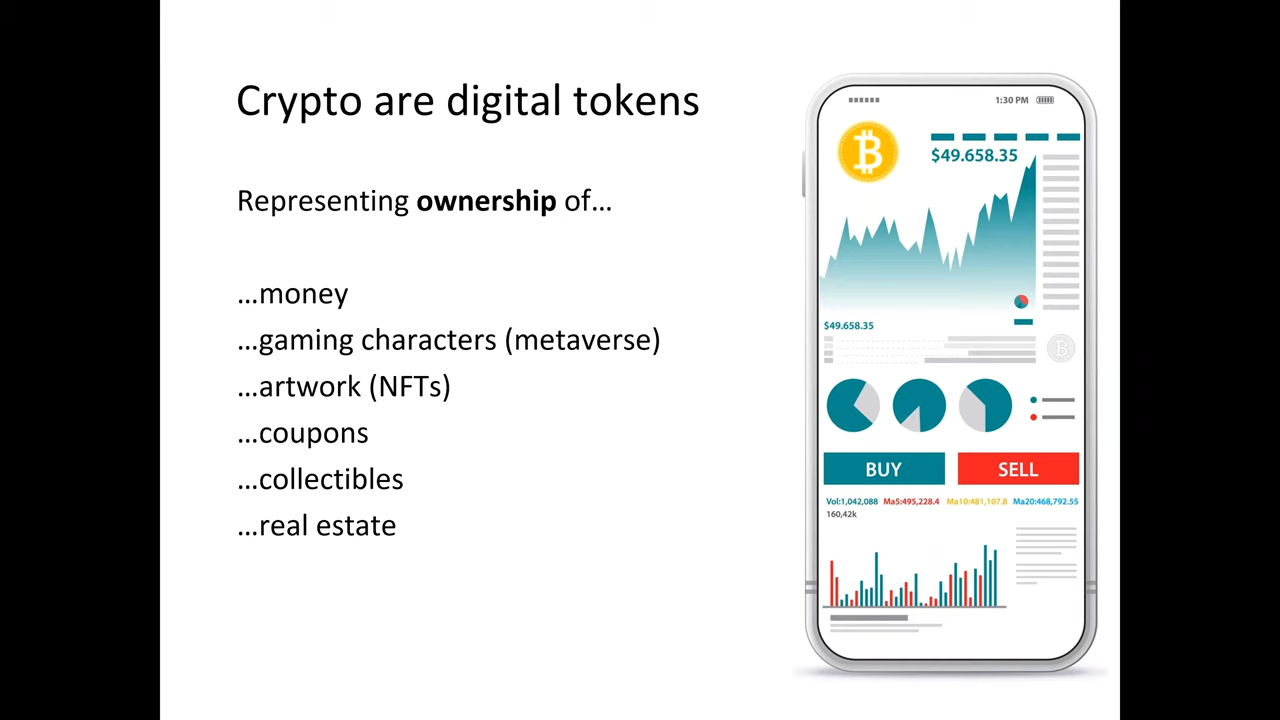 Crypto are digital tokens
Representing ownership of…
…money
…gaming characters (metaverse)
…artwork (NFTs)
…coupons
…collectibles
…real estate
1:30 PM
$49.658.35
$49.658.35
BUY
SELL
Vol:1,042,088 Ma5:495,228.4 Ma10:481,107.8 Ma20:468,792.55
160,42k